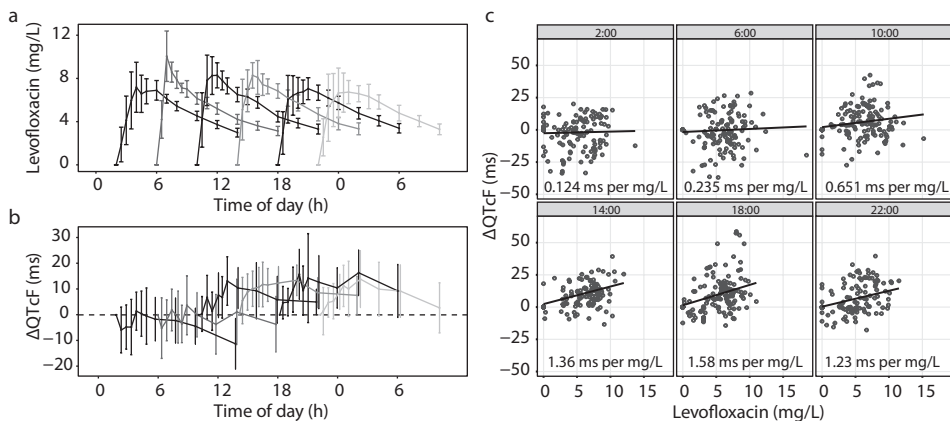 a
Levofloxacin (mg/L)
12
8
4
0
0 6 12 18 0 6
Time of day (h)
b
ΔQTcF (ms)
30
20
10
0
−10
−20
0 6 12 18 0 6
Time of day (h)
c
2:00 6:00 10:00
ΔQTcF (ms)
50
25
0
−25
−50
0.124 ms per mg/L 0.235 ms per mg/L 0.651 ms per mg/L
14:00 18:00 22:00
50
25
0
−25
−50
1.36 ms per mg/L 1.58 ms per mg/L 1.23 ms per mg/L
0 5 10 15 0 5 10 15 0 5 10 15
Levofloxacin (mg/L)